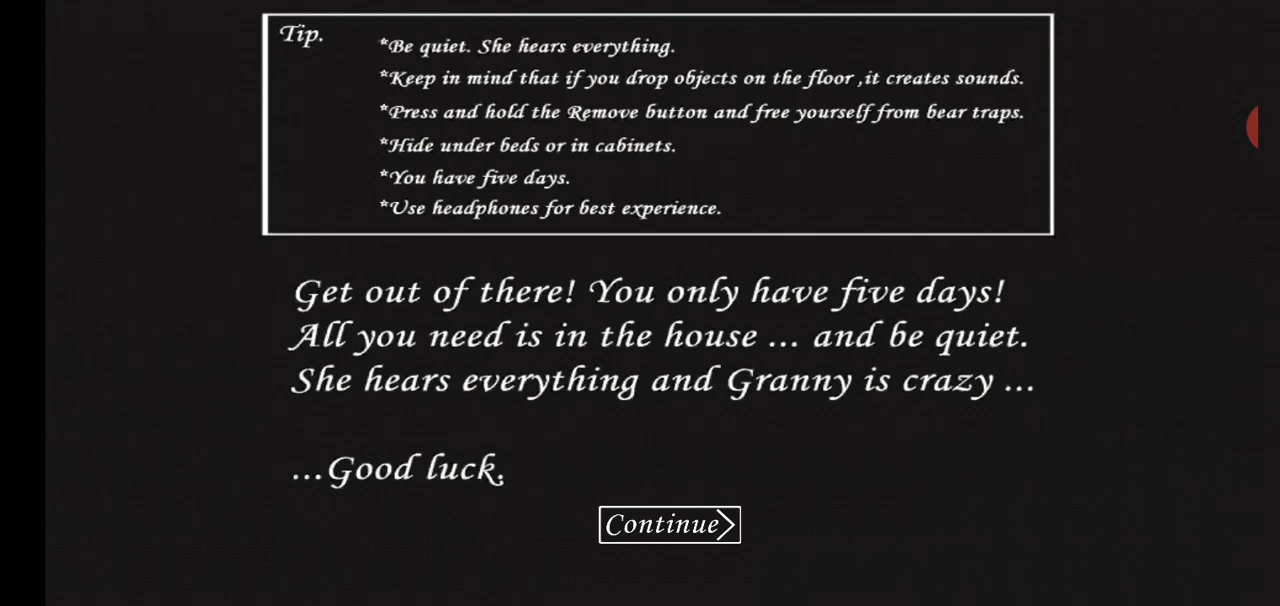 Tip.
*Be quiet. She hears everything.
*Keep in mind that if you drop objects on the floor ,it creates sounds.
*Press and hold the Remove button and free yourself from bear traps.
*Hide under beds or in cabinets.
*You have five days.
*Use headphones for best experience.
Get out of there! You only have five days!
All you need is in the house ... and be quiet.
She hears everything and Granny is crazy ...
...Good luck.
Continue